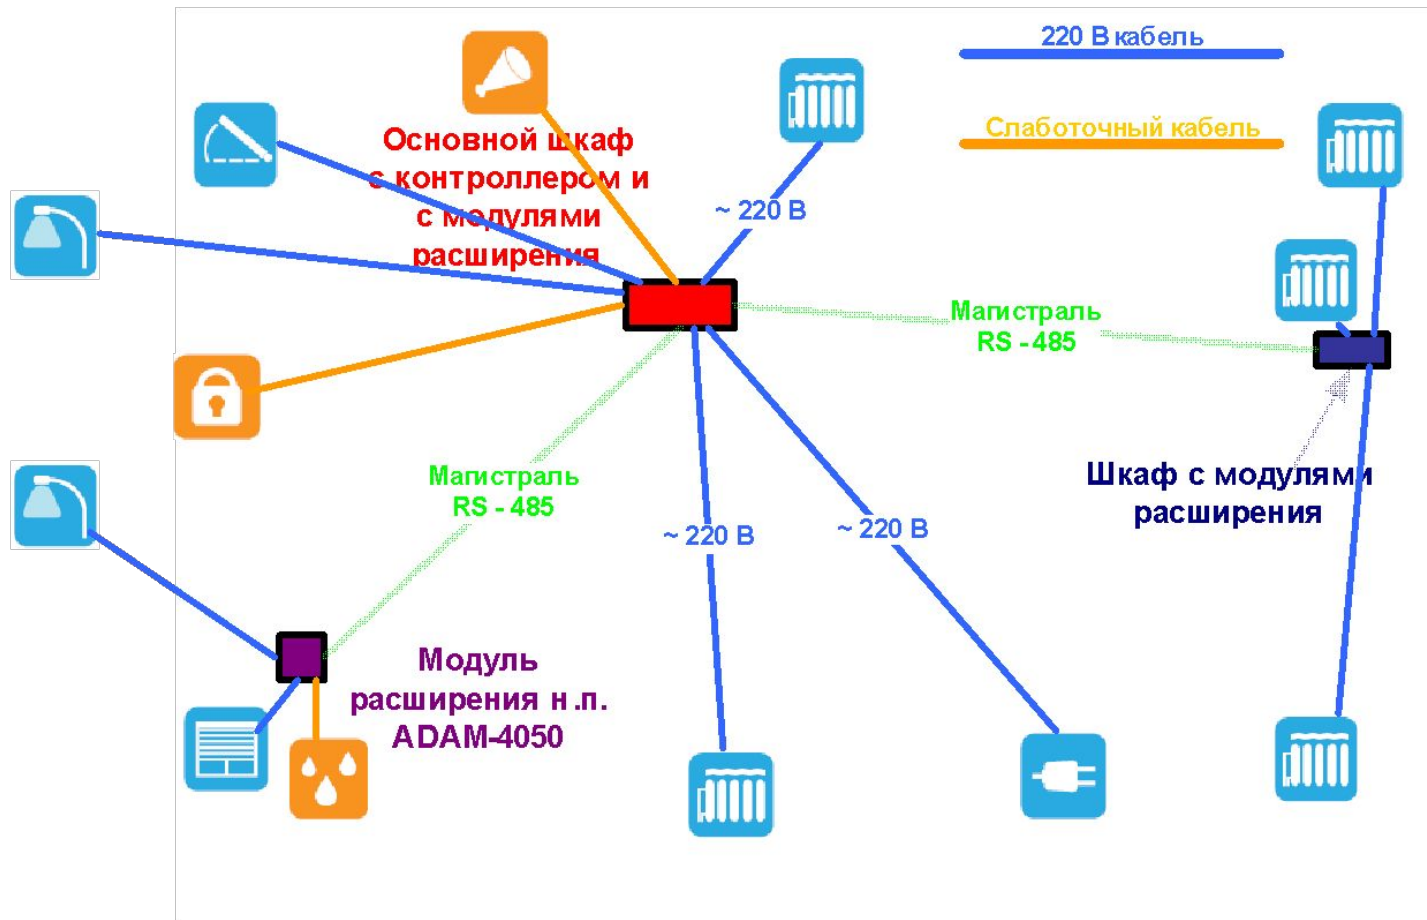 220 В кабель
Слаботочный кабель
Основной шкаф
с контроллером и
с модулями
расширения
~ 220 В
Магистраль
RS - 485
Магистраль
RS - 485
Шкаф с модулями
расширения
~ 220 В
~ 220 В
Модуль
расширения н .п.
ADAM-4050